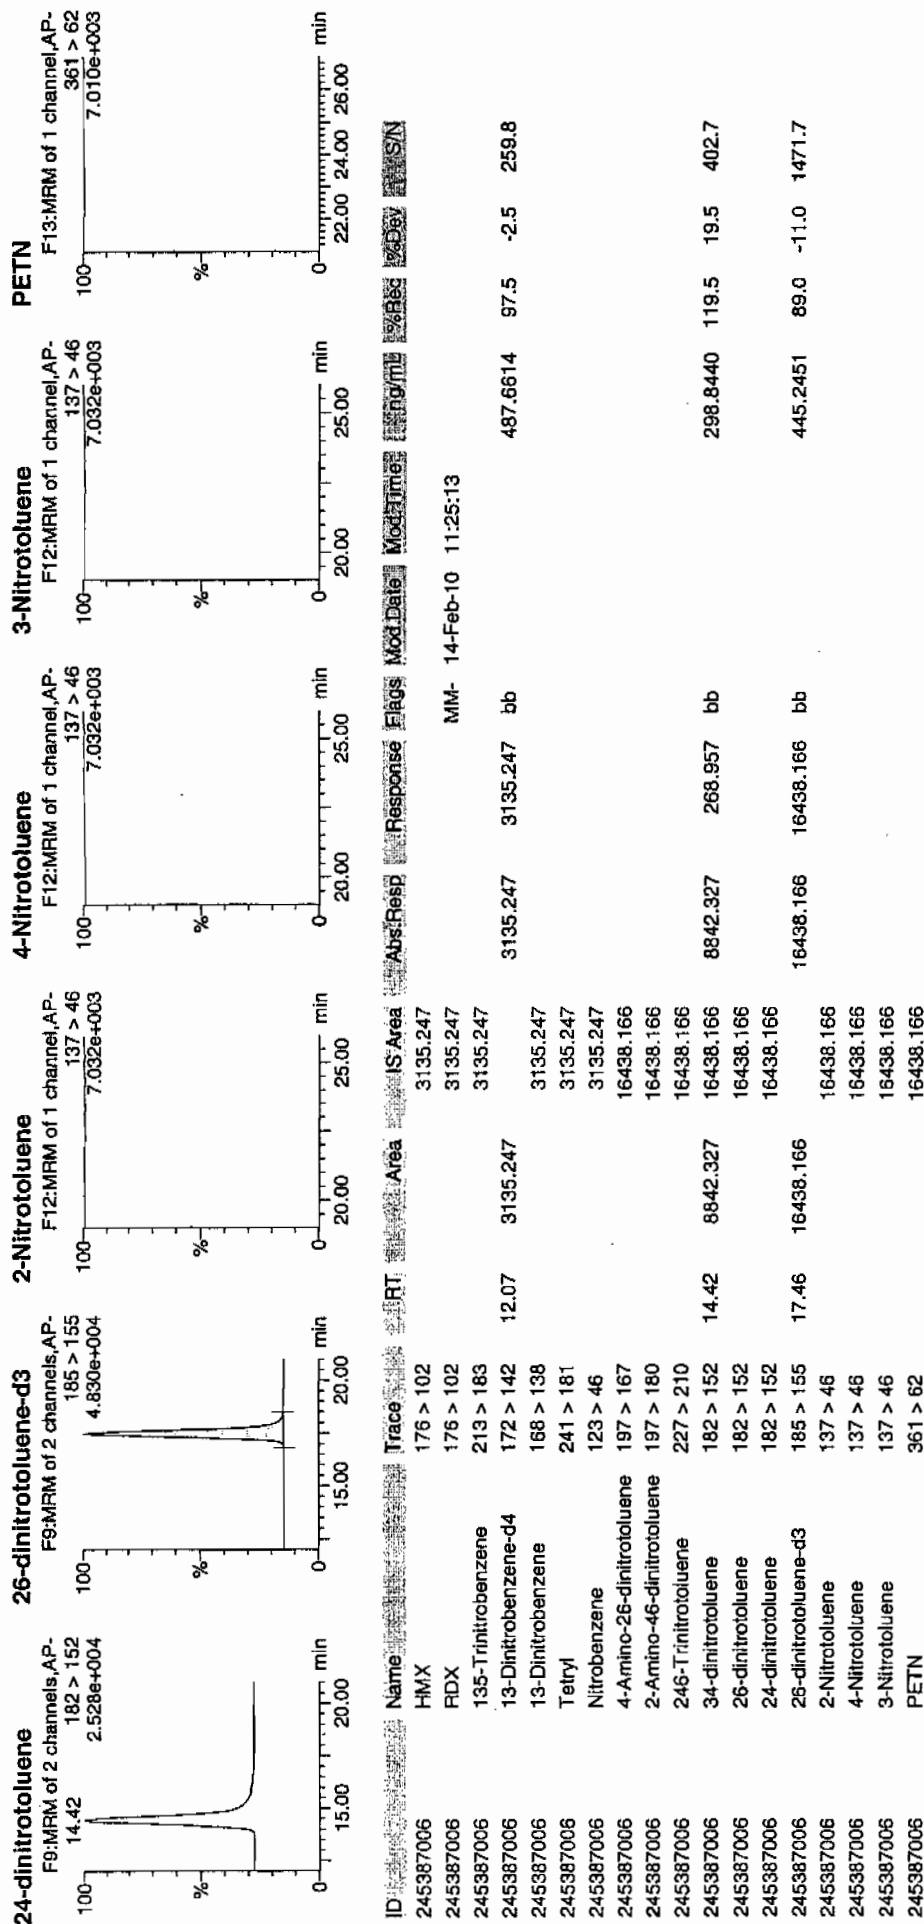 24-dinitrotoluene
F9:MRM of 2 channels,AP-
182 > 152
2.528e+004
14.42
100
%
0
15.00 20.00 min
26-dinitrotoluene-d3
F9:MRM of 2 channels,AP-
185 > 155
4.830e+004
100
%
0
15.00 20.00 min
2-Nitrotoluene
F12:MRM of 1 channel,AP-
137 > 46
7.032e+003
100
%
0
20.00 25.00 min
4-Nitrotoluene
F12:MRM of 1 channel,AP-
137 > 46
7.032e+003
100
%
0
20.00 25.00 min
3-Nitrotoluene
F12:MRM of 1 channel,AP-
137 > 46
7.032e+003
100
%
0
20.00 25.00 min
PETN
F13:MRM of 1 channel,AP-
361 > 62
7.010e+003
100
%
0
22.00 24.00 26.00 min
ID Name Trace RT Area IS Area Abs.Resp Response Flags Mod.Date Mod.Time ng/mL %Rec %Dev S/N
245387006 HMX 176 > 102 3135.247
245387006 RDX 176 > 102 3135.247 MM- 14-Feb-10 11:25:13
245387006 135-Trinitrobenzene 213 > 183 3135.247
245387006 13-Dinitrobenzene-d4 172 > 142 12.07 3135.247 3135.247 3135.247 bb 487.6614 97.5 -2.5 259.8
245387006 13-Dinitrobenzene 168 > 138 3135.247
245387006 Tetryl 241 > 181 3135.247
245387006 Nitrobenzene 123 > 46 3135.247
245387006 4-Amino-26-dinitrotoluene 197 > 167 16438.166
245387006 2-Amino-46-dinitrotoluene 197 > 180 16438.166
245387006 246-Trinitrotoluene 227 > 210 16438.166
245387006 34-dinitrotoluene 182 > 152 14.42 8842.327 16438.166 8842.327 268.957 bb 298.8440 119.5 19.5 402.7
245387006 26-dinitrotoluene 182 > 152 16438.166
245387006 24-dinitrotoluene 182 > 152 16438.166
245387006 26-dinitrotoluene-d3 185 > 155 17.46 16438.166 16438.166 16438.166 bb 445.2451 89.0 -11.0 1471.7
245387006 2-Nitrotoluene 137 > 46 16438.166
245387006 4-Nitrotoluene 137 > 46 16438.166
245387006 3-Nitrotoluene 137 > 46 16438.166
245387006 PETN 361 > 62 16438.166